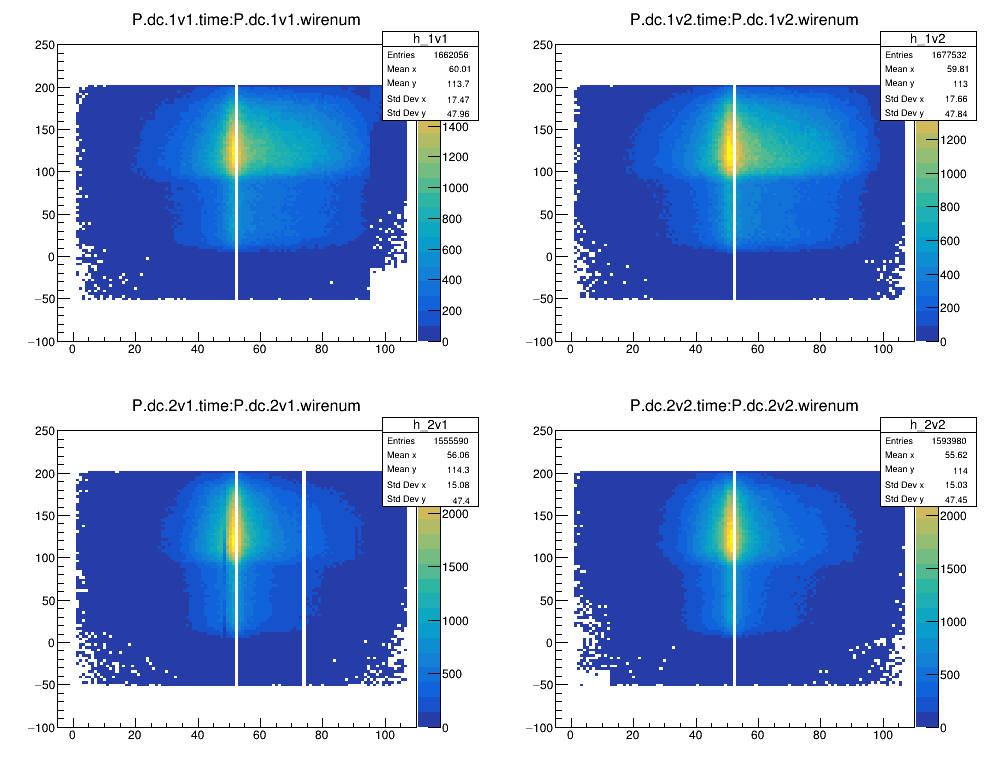 P.dc.1v1.time:P.dc.1v1.wirenum
h_1v1
Entries 1662056
Mean x 60.01
Mean y 113.7
Std Dev x 17.47
Std Dev y 47.96
250
200
150
100
50
0
−50
−100
0 20 40 60 80 100
1400
1200
1000
800
600
400
200
0
P.dc.1v2.time:P.dc.1v2.wirenum
h_1v2
Entries 1677532
Mean x 59.81
Mean y 113
Std Dev x 17.66
Std Dev y 47.84
250
200
150
100
50
0
−50
−100
0 20 40 60 80 100
1200
1000
800
600
400
200
0
P.dc.2v1.time:P.dc.2v1.wirenum
h_2v1
Entries 1555590
Mean x 56.06
Mean y 114.3
Std Dev x 15.08
Std Dev y 47.4
250
200
150
100
50
0
−50
−100
0 20 40 60 80 100
2000
1500
1000
500
0
P.dc.2v2.time:P.dc.2v2.wirenum
h_2v2
Entries 1593980
Mean x 55.62
Mean y 114
Std Dev x 15.03
Std Dev y 47.45
250
200
150
100
50
0
−50
−100
0 20 40 60 80 100
2000
1500
1000
500
0